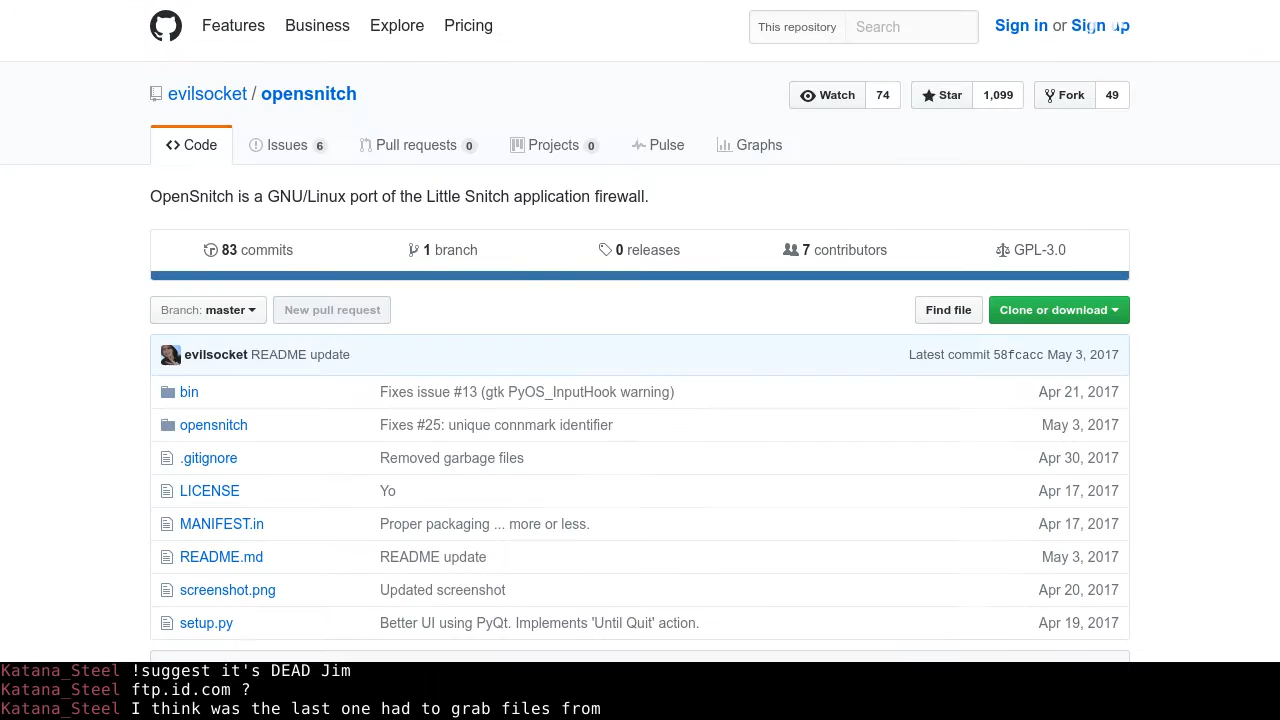 Features Business Explore Pricing This repository Search Sign in or Sign up
evilsocket / opensnitch Watch 74 Star 1,099 Fork 49
Code Issues 6 Pull requests 0 Projects 0 Pulse Graphs
OpenSnitch is a GNU/Linux port of the Little Snitch application firewall.
83 commits 1 branch 0 releases 7 contributors GPL-3.0
Branch: master New pull request Find file Clone or download
evilsocket README update Latest commit 58fcacc May 3, 2017
bin Fixes issue #13 (gtk PyOS_InputHook warning) Apr 21, 2017
opensnitch Fixes #25: unique connmark identifier May 3, 2017
.gitignore Removed garbage files Apr 30, 2017
LICENSE Yo Apr 17, 2017
MANIFEST.in Proper packaging ... more or less. Apr 17, 2017
README.md README update May 3, 2017
screenshot.png Updated screenshot Apr 20, 2017
setup.py Better UI using PyQt. Implements 'Until Quit' action. Apr 19, 2017
Katana_Steel !suggest it's DEAD Jim
Katana_Steel ftp.id.com ?
Katana_Steel I think was the last one had to grab files from